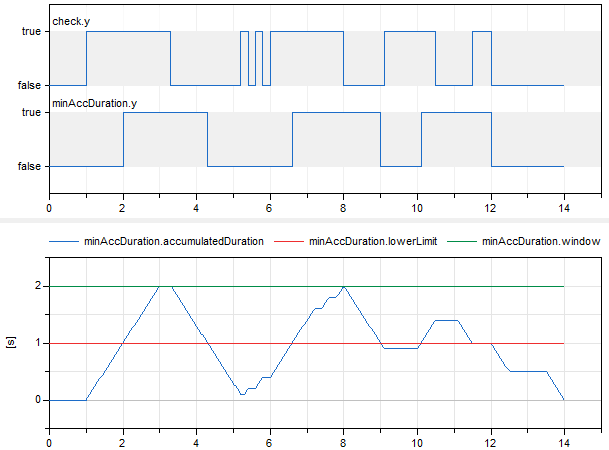 check.y
true
false
minAccDuration.y
true
false
0 2 4 6 8 10 12 14
minAccDuration.accumulatedDuration minAccDuration.lowerLimit minAccDuration.window
2
[s]
1
0
0 2 4 6 8 10 12 14